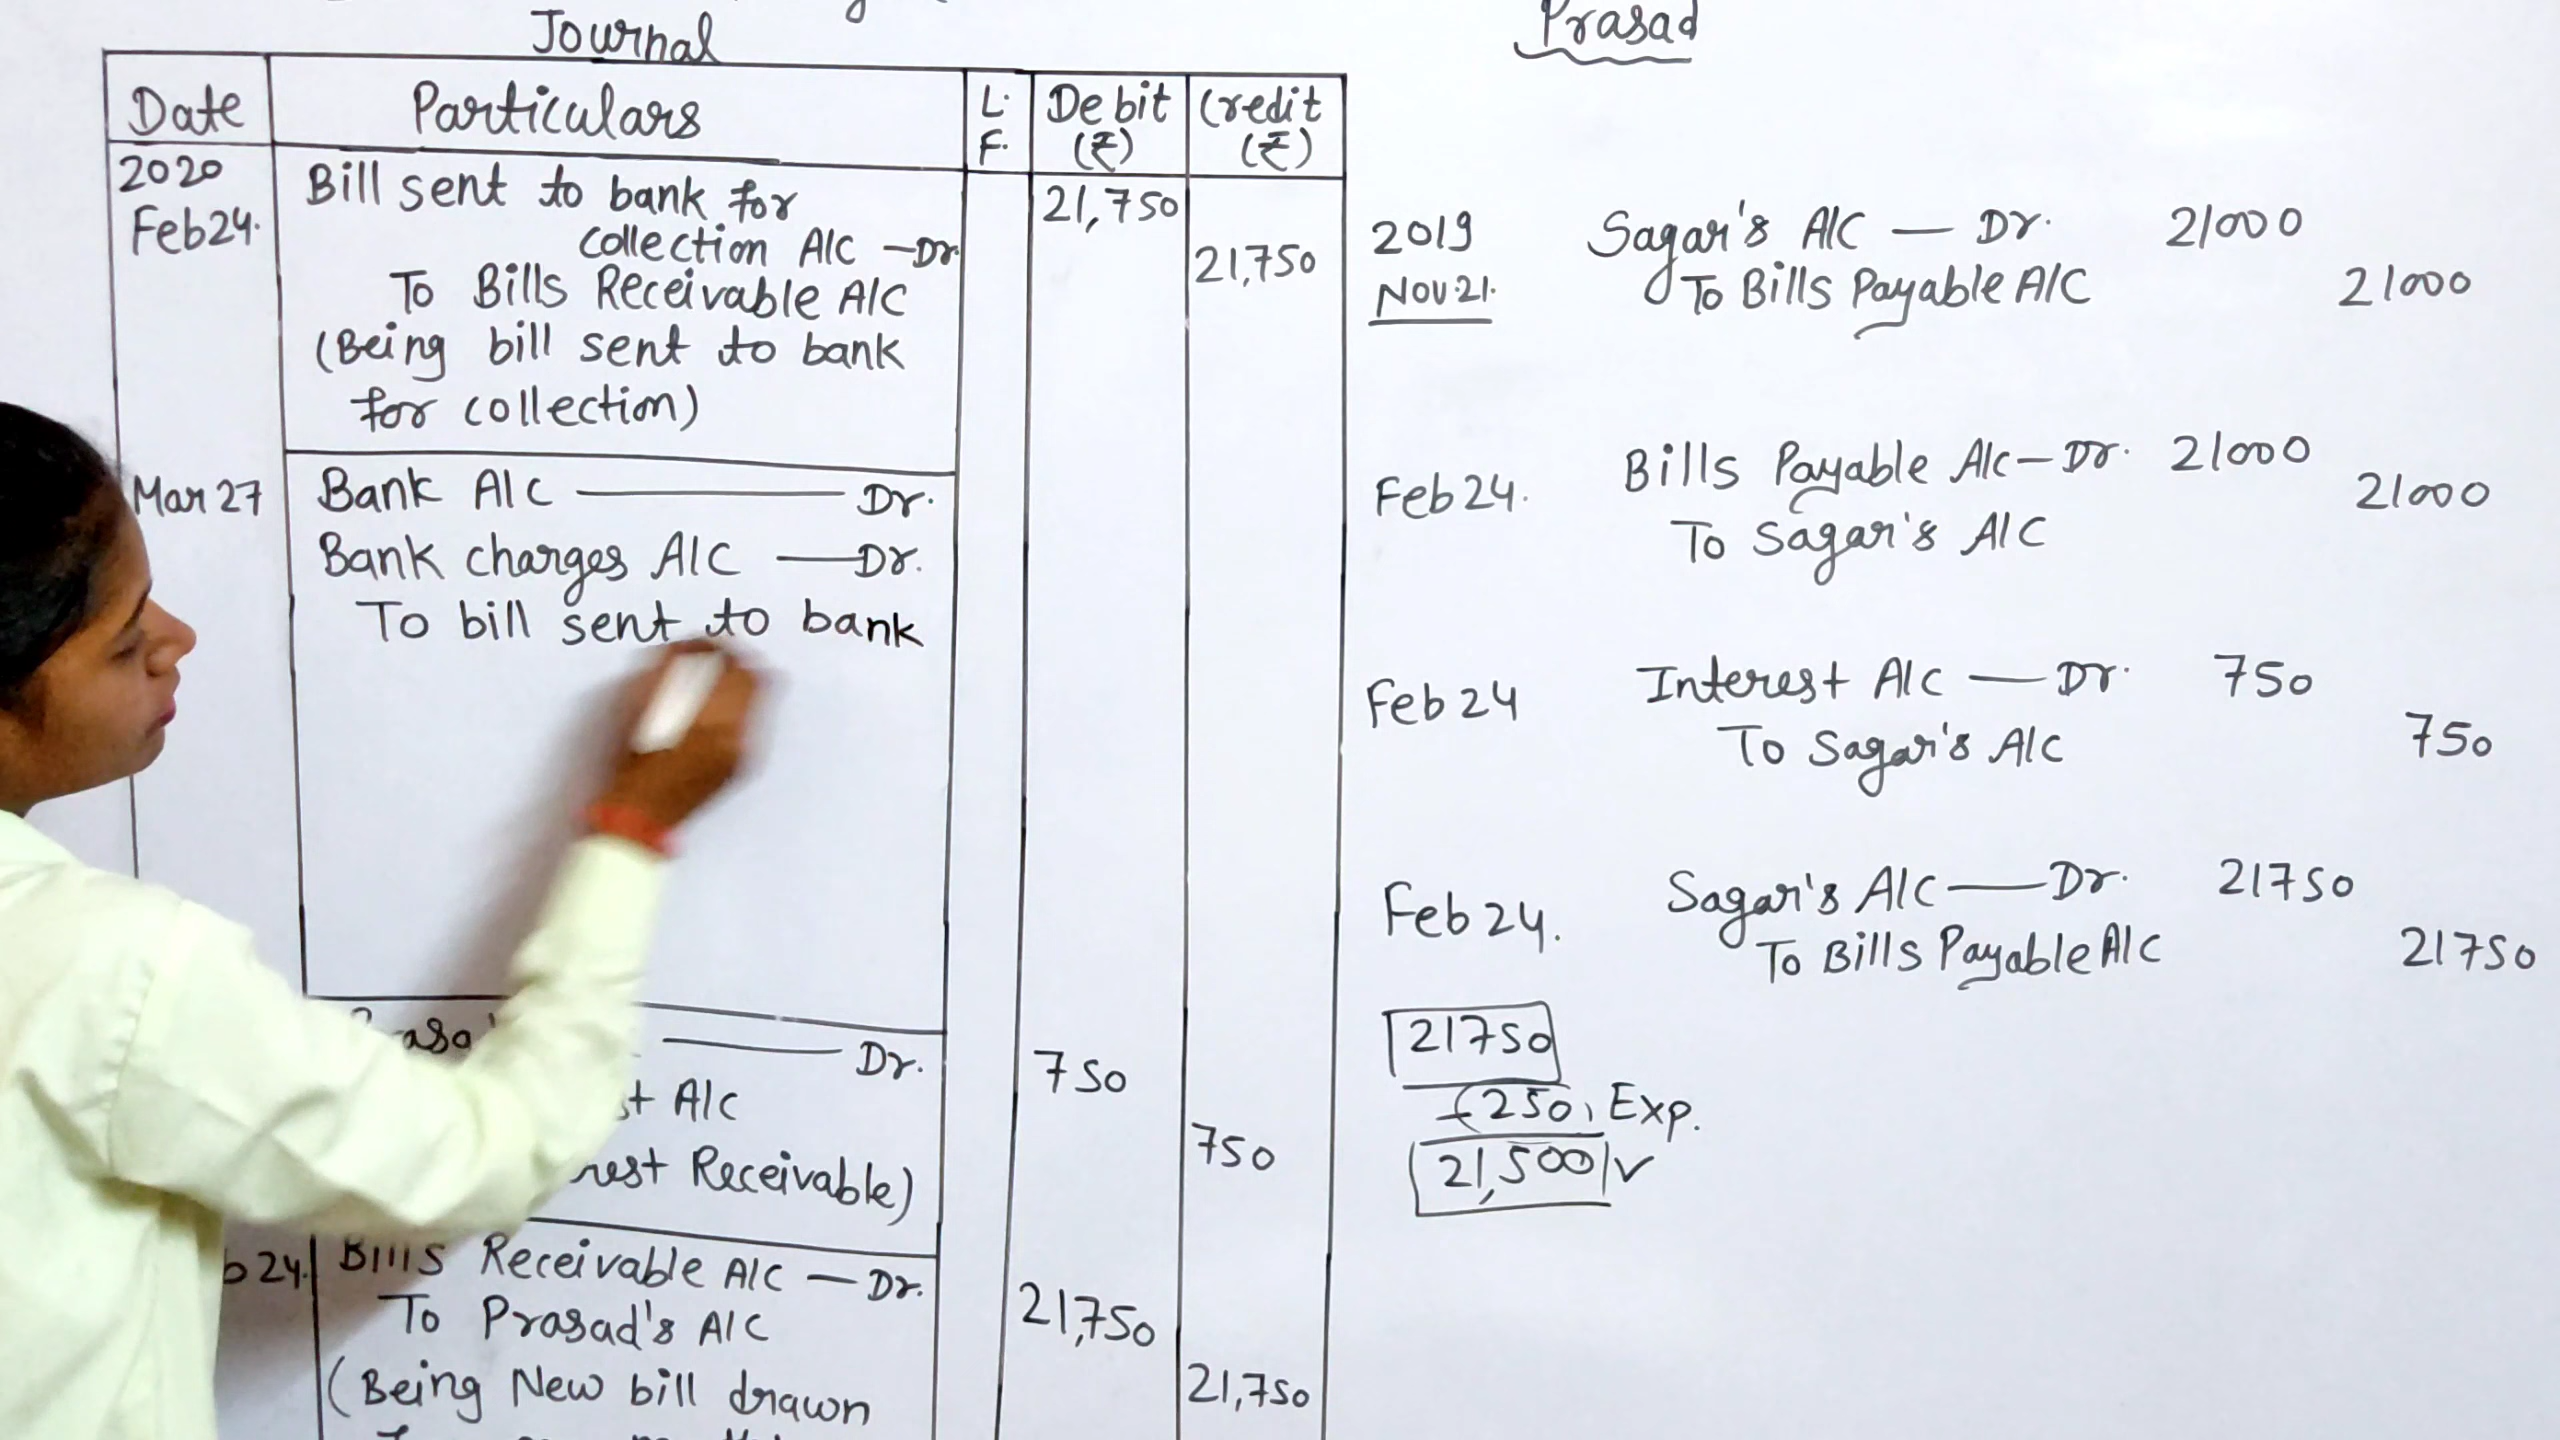 Journal
Date Particulars L.F. Debit (₹) Credit (₹)
2020
Feb 24. Bill sent to bank for 21,750
collection A/C — Dr.
To Bills Receivable A/C 21,750
(Being bill sent to bank
for collection)
Mar 27 Bank A/C — Dr.
Bank charges A/C — Dr.
To bill sent to bank
— Dr. 750
A/C
750
Receivable)
24. Bills Receivable A/C — Dr.
To Prasad's A/C 21,750
(Being New bill drawn 21,750
Prasad
2019 Sagar's A/C — Dr. 21000
Nov. 21. To Bills Payable A/C 21000
Feb 24. Bills Payable A/c — Dr. 21000
To Sagar's A/C 21000
Feb 24 Interest A/c — Dr. 750
To Sagar's A/C 750
Feb 24. Sagar's A/C — Dr. 21750
To Bills Payable A/C 21750
21750
(250) Exp.
21,500 ✓